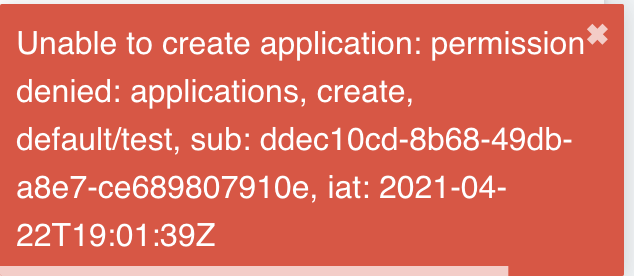 Unable to create application: permission
denied: applications, create,
default/test, sub: ddec10cd-8b68-49db-
a8e7-ce689807910e, iat: 2021-04-
22T19:01:39Z